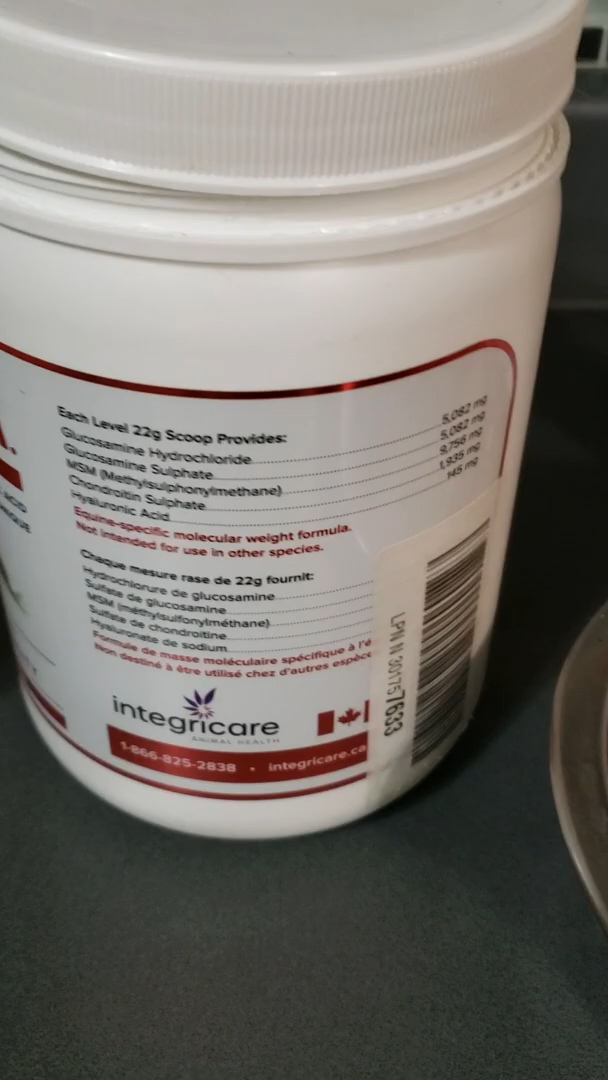 A.
ACID
NIQUE
Each Level 22g Scoop Provides:
Glucosamine Hydrochloride 5,082 mg
Glucosamine Sulphate 5,082 mg
MSM (Methylsulphonylmethane) 9,756 mg
Chondroitin Sulphate 1,935 mg
Hyaluronic Acid 145 mg
Equine-specific molecular weight formula.
Not intended for use in other species.
Chaque mesure rase de 22g fournit:
Hydrochlorure de glucosamine
Sulfate de glucosamine
MSM (méthylsulfonylméthane)
Sulfate de chondroïtine
Hyaluronate de sodium
Formule de masse moléculaire spécifique à l'é
Non destiné à être utilisé chez d'autres espèce
integricare
ANIMAL HEALTH
1-866-825-2838 • integricare.ca
LPN N 301757633